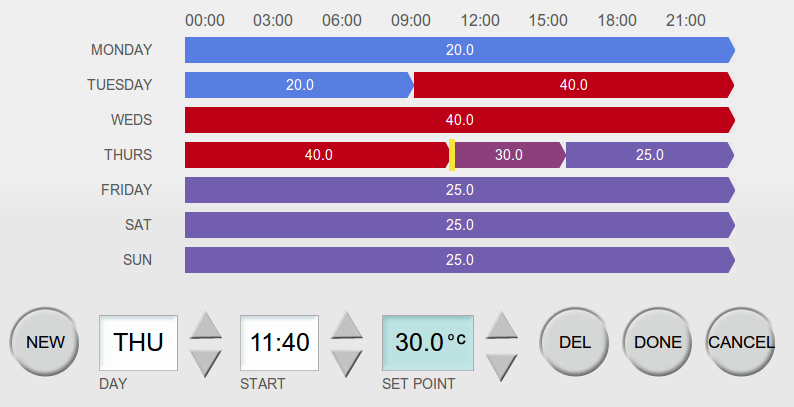 00:00 03:00 06:00 09:00 12:00 15:00 18:00 21:00
MONDAY 20.0
TUESDAY 20.0 40.0
WEDS 40.0
THURS 40.0 30.0 25.0
FRIDAY 25.0
SAT 25.0
SUN 25.0
NEW THU 11:40 30.0 °C DEL DONE CANCEL
DAY START SET POINT